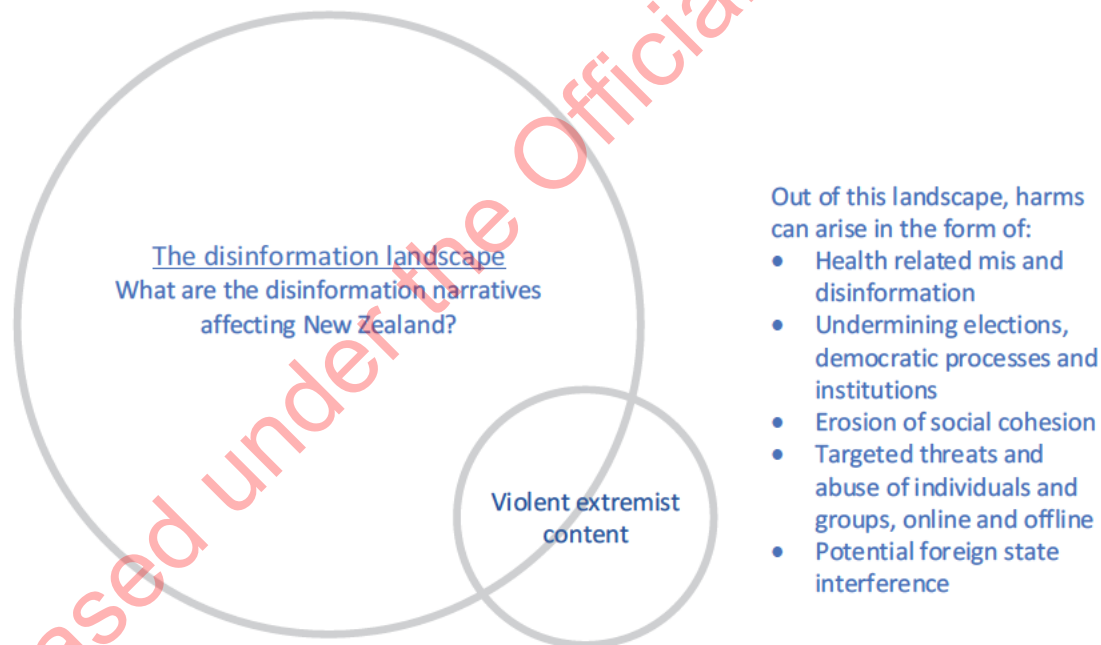 The disinformation landscape
What are the disinformation narratives
affecting New Zealand?
Violent extremist
content
Out of this landscape, harms
can arise in the form of:
• Health related mis and
disinformation
• Undermining elections,
democratic processes and
institutions
• Erosion of social cohesion
• Targeted threats and
abuse of individuals and
groups, online and offline
• Potential foreign state
interference
under the